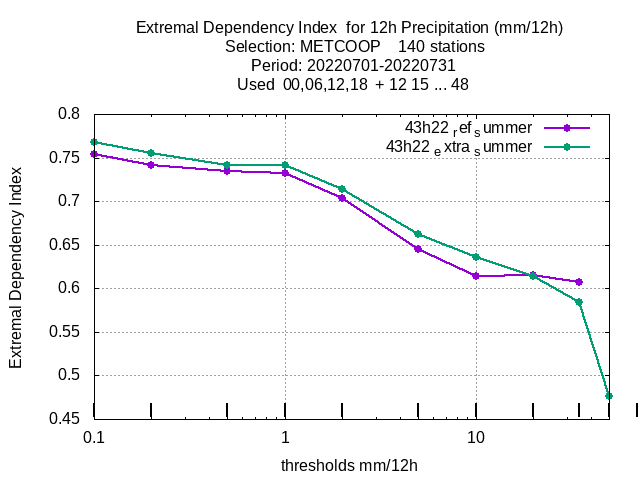 Extremal Dependency Index  for 12h Precipitation (mm/12h)
Selection: METCOOP    140 stations
Period: 20220701-20220731
Used  00,06,12,18  + 12 15 ... 48
43h22 ref summer
43h22 extra summer
0.8
0.75
0.7
0.65
0.6
0.55
0.5
0.45
Extremal Dependency Index
0.1 1 10
thresholds mm/12h